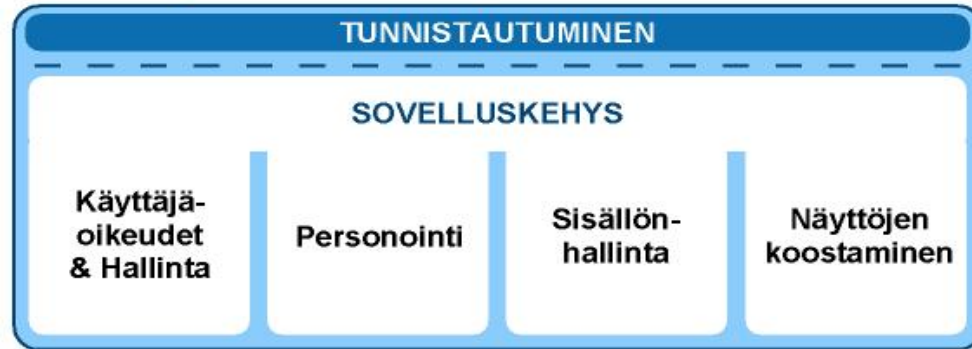 TUNNISTAUTUMINEN
SOVELLUSKEHYS
Käyttäjä-
oikeudet
& Hallinta
Personointi
Sisällön-
hallinta
Näyttöjen
koostaminen